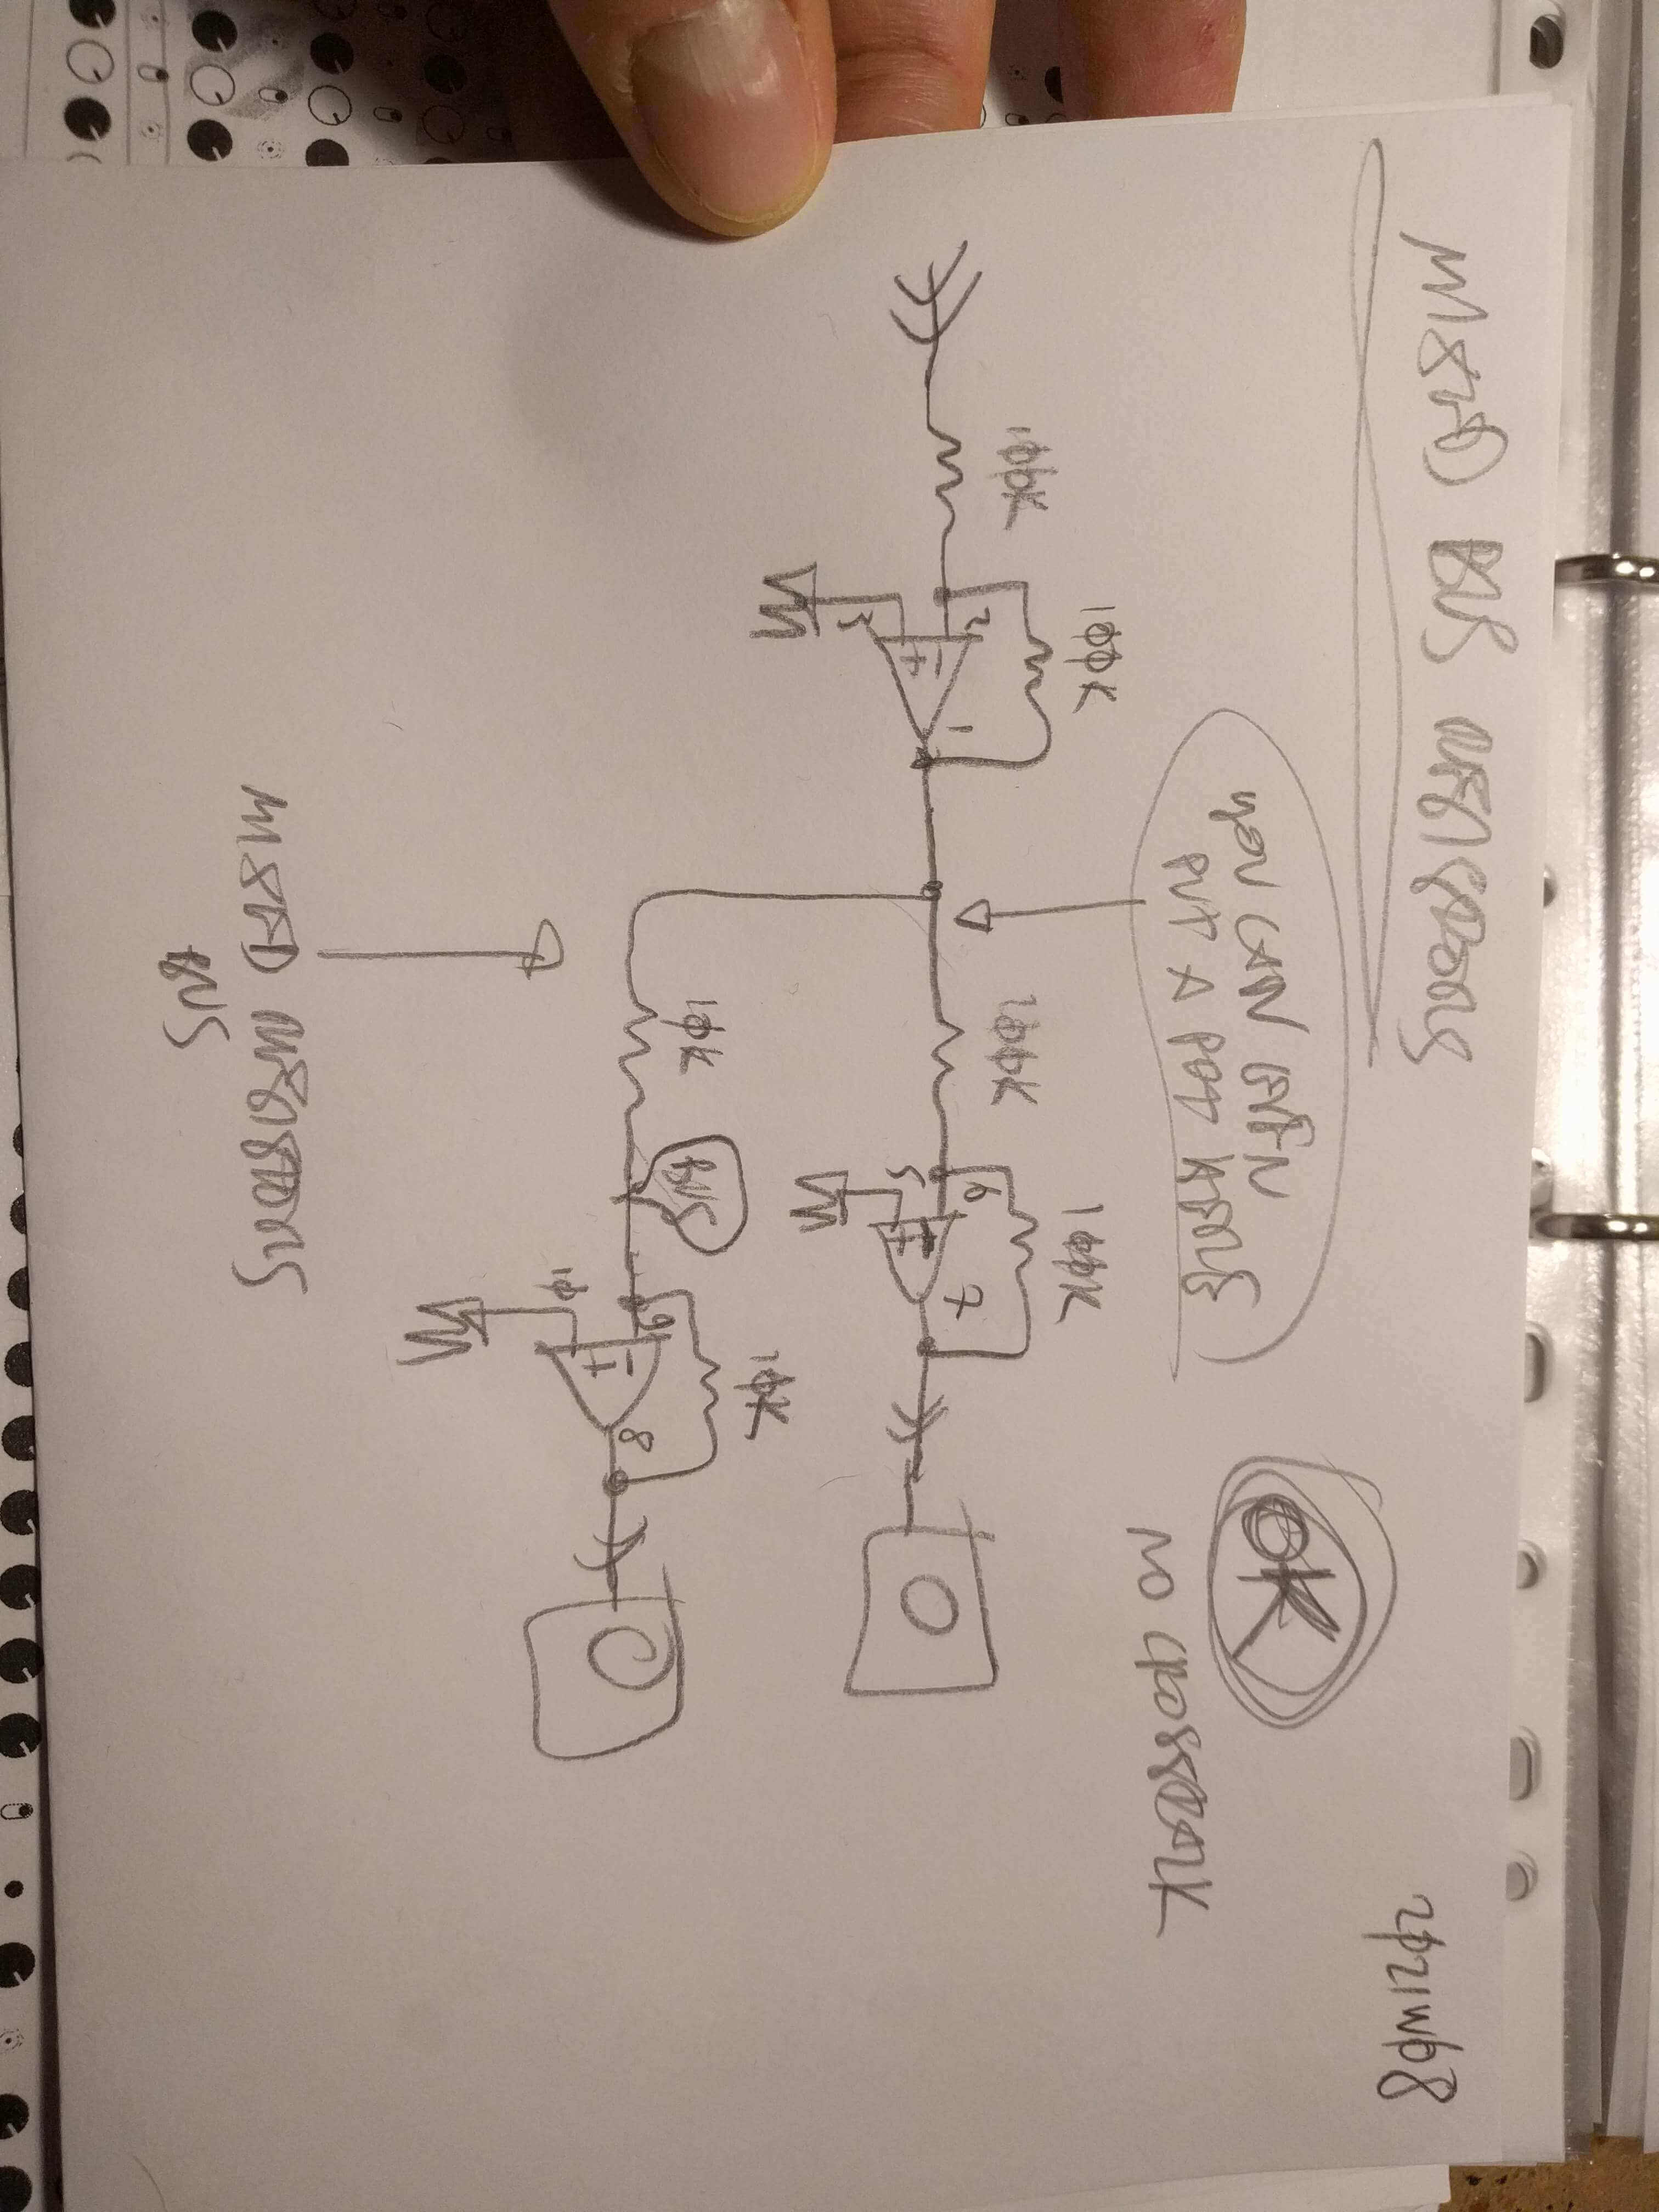 MIXED BUS RESISTORS
2021W08
OK
NO CROSSTALK
YOU CAN EVEN
PUT A POT HERE
100K
100K
100K
200K
2
1
3
-
+
6
7
5
-
+
10K
10K
BUS
9
8
10
-
+
MIXED RESISTORS
BUS